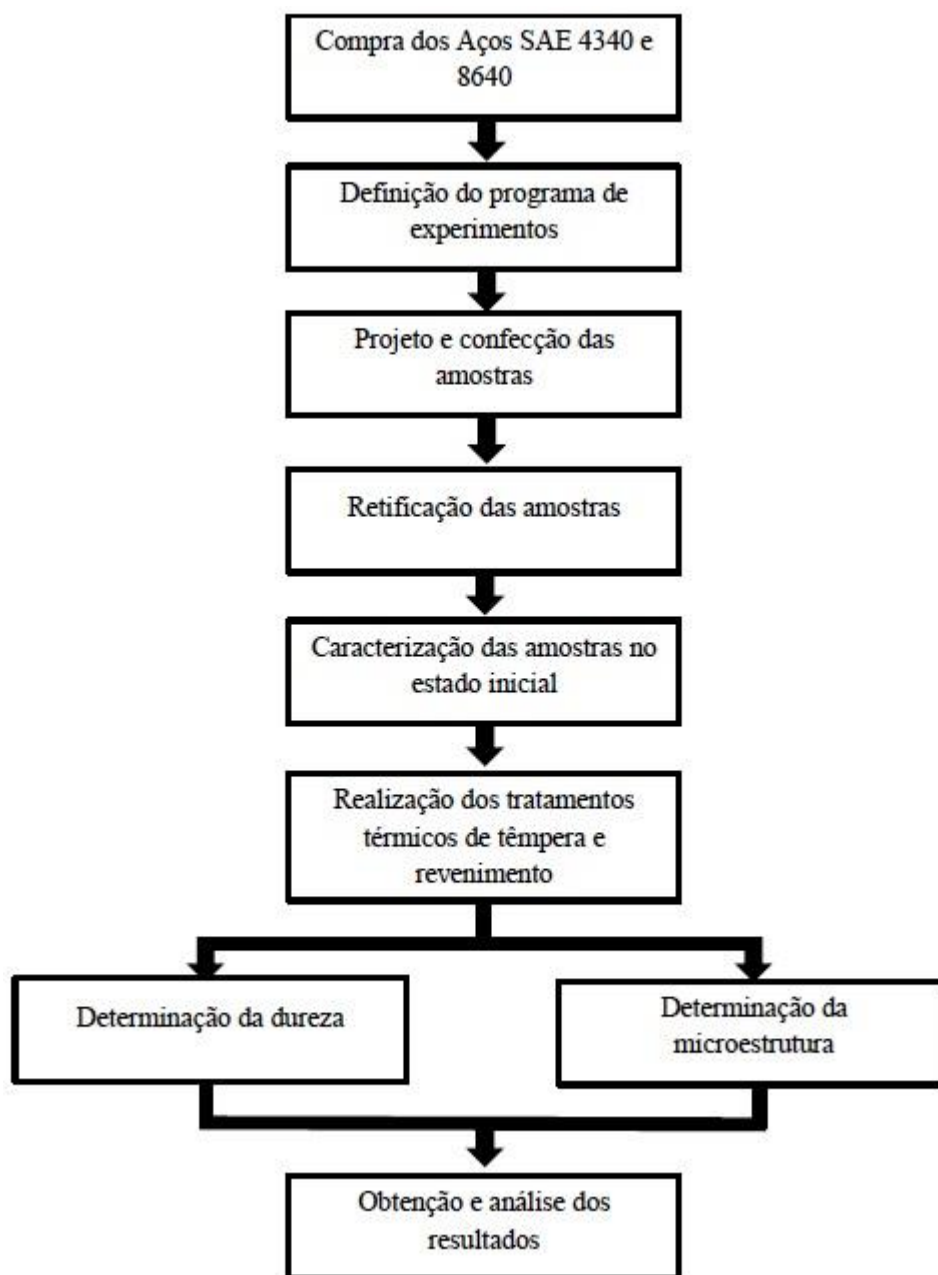 Compra dos Aços SAE 4340 e
8640
Definição do programa de
experimentos
Projeto e confecção das
amostras
Retificação das amostras
Caracterização das amostras no
estado inicial
Realização dos tratamentos
térmicos de têmpera e
revenimento
Determinação da dureza
Determinação da
microestrutura
Obtenção e análise dos
resultados